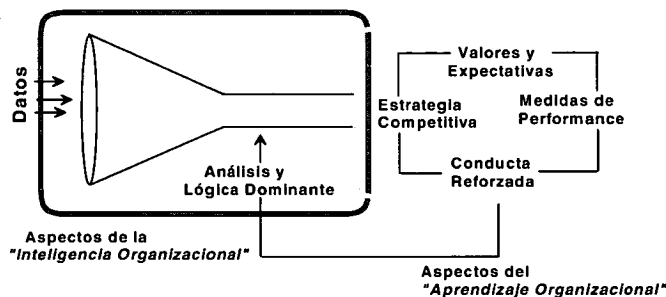 Datos
Valores y
Expectativas
Estrategia
Competitiva
Medidas de
Performance
Análisis y
Lógica Dominante
Conducta
Reforzada
Aspectos de la
"Inteligencia Organizacional"
Aspectos del
"Aprendizaje Organizacional"